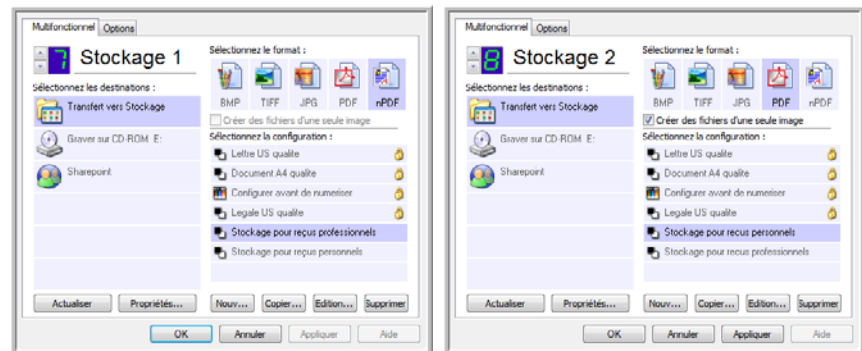 Multifonctionnel Options
7 Stockage 1
Sélectionnez les destinations :
Transfert vers Stockage
Graver sur CD-ROM E:
Sharepoint
Sélectionnez le format :
BMP TIFF JPG PDF nPDF
Créer des fichiers d'une seule image
Sélectionnez la configuration :
Lettre US qualite
Document A4 qualite
Configurer avant de numeriser
Legale US qualite
Stockage pour reçus professionnels
Stockage pour reçus personnels
Actualiser Propriétés... Nouv... Copier... Edition... Supprimer
OK Annuler Appliquer Aide
Multifonctionnel Options
8 Stockage 2
Sélectionnez les destinations :
Transfert vers Stockage
Graver sur CD-ROM E:
Sharepoint
Sélectionnez le format :
BMP TIFF JPG PDF nPDF
Créer des fichiers d'une seule image
Sélectionnez la configuration :
Lettre US qualite
Document A4 qualite
Configurer avant de numeriser
Legale US qualite
Stockage pour recus personnels
Stockage pour recus professionnels
Actualiser Propriétés... Nouv... Copier... Edition... Supprimer
OK Annuler Appliquer Aide